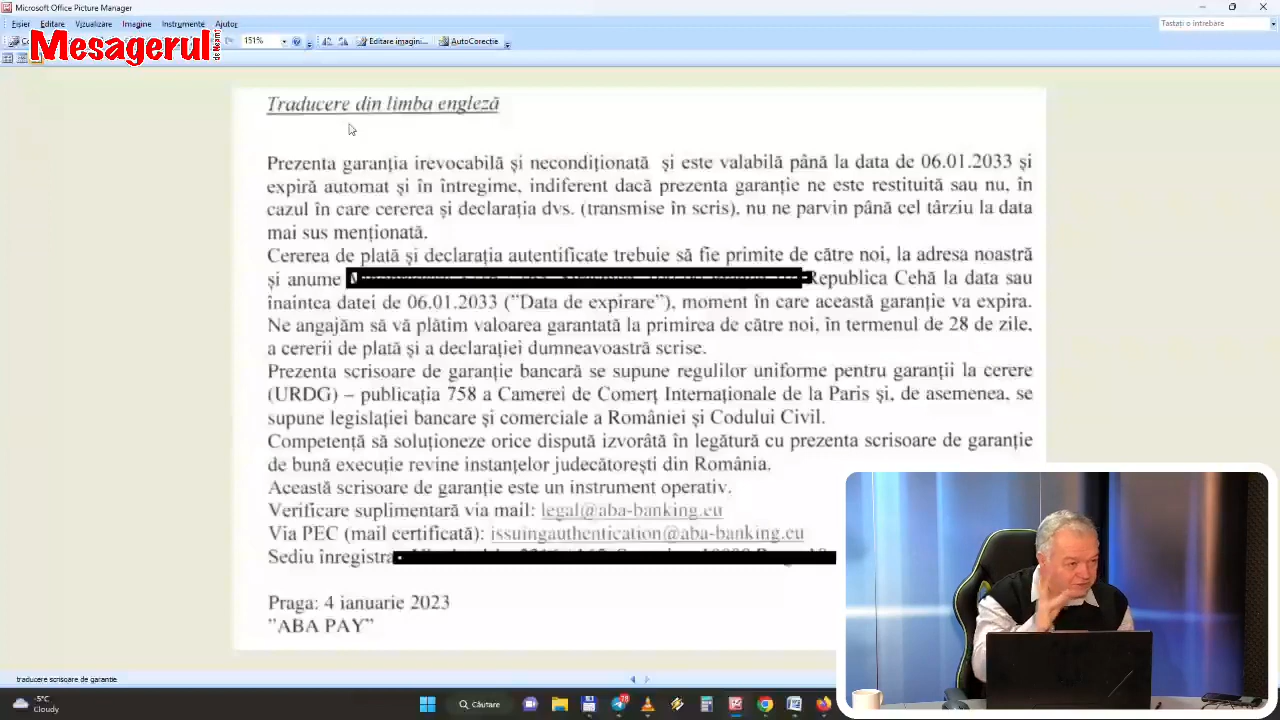 Microsoft Office Picture Manager
Fișier Editare Vizualizare Imagine Instrumente Ajutor
Tastați o întrebare
Mesagerul de Neamț
151% Editare imagini... AutoCorecție
Traducere din limba engleză
Prezenta garanția irevocabilă și necondiționată și este valabilă până la data de 06.01.2033 și
expiră automat și în întregime, indiferent dacă prezenta garanție ne este restituită sau nu, în
cazul în care cererea și declarația dvs. (transmise în scris), nu ne parvin până cel târziu la data
mai sus menționată.
Cererea de plată și declarația autentificate trebuie să fie primite de către noi, la adresa noastră
și anume Republica Cehă la data sau
înaintea datei de 06.01.2033 (”Data de expirare”), moment în care această garanție va expira.
Ne angajăm să vă plătim valoarea garantată la primirea de către noi, în termenul de 28 de zile,
a cererii de plată și a declarației dumneavoastră scrise.
Prezenta scrisoare de garanție bancară se supune regulilor uniforme pentru garanții la cerere
(URDG) – publicația 758 a Camerei de Comerț Internaționale de la Paris și, de asemenea, se
supune legislației bancare și comerciale a României și Codului Civil.
Competență să soluționeze orice dispută izvorâtă în legătură cu prezenta scrisoare de garanție
de bună execuție revine instanțelor judecătorești din România.
Această scrisoare de garanție este un instrument operativ.
Verificare suplimentară via mail: legal@aba-banking.eu
Via PEC (mail certificată): issuingauthentication@aba-banking.eu
Sediu înregistra
Praga: 4 ianuarie 2023
”ABA PAY”
traducere scrisoare de garantie
-5°C
Cloudy
Căutare
78